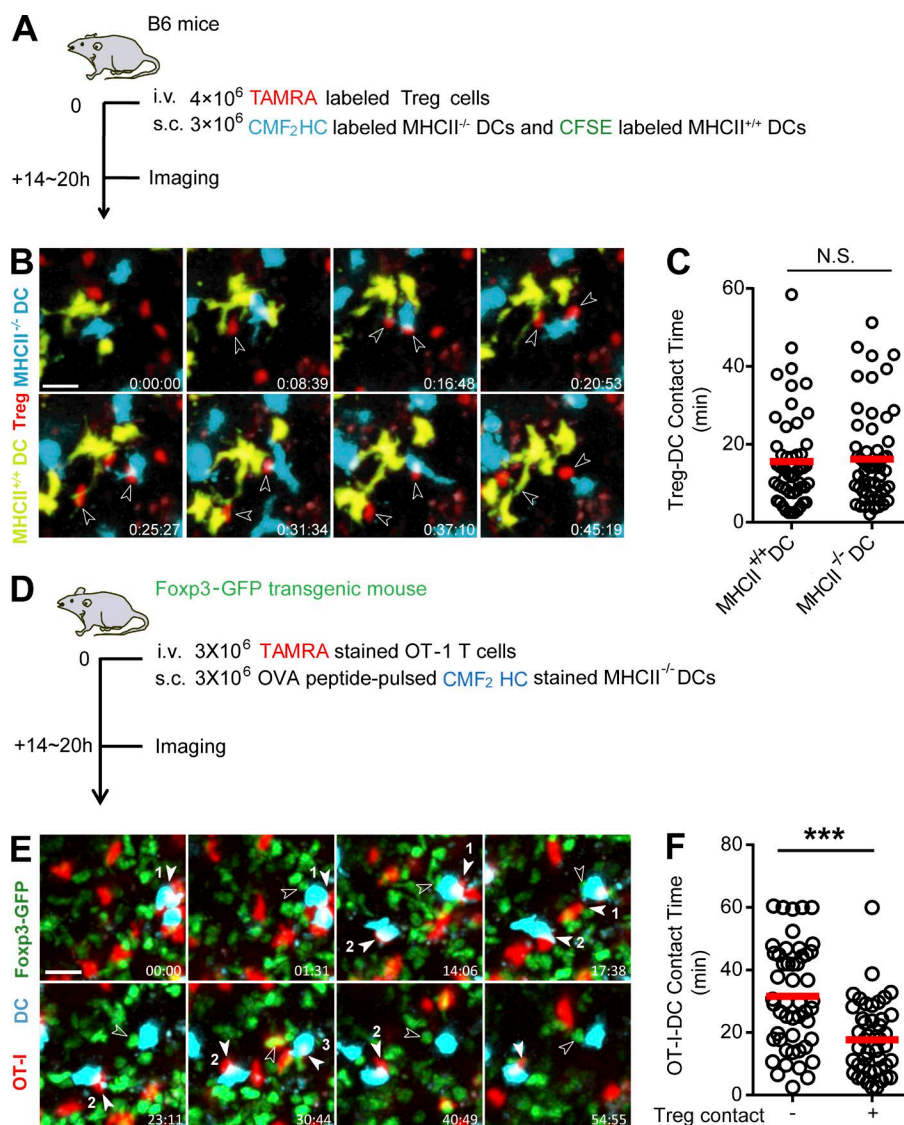 A
B6 mice
0
i.v. 4×10⁶ TAMRA labeled Treg cells
s.c. 3×10⁶ CMF₂HC labeled MHCII⁻/⁻ DCs and CFSE labeled MHCII⁺/⁺ DCs
+14~20h
Imaging
B
MHCII⁺/⁺ DC Treg MHCII⁻/⁻ DC
0:00:00
0:08:39
0:16:48
0:20:53
0:25:27
0:31:34
0:37:10
0:45:19
C
N.S.
Treg-DC Contact Time
(min)
60
40
20
0
MHCII⁺/⁺DC
MHCII⁻/⁻DC
D
Foxp3-GFP transgenic mouse
0
i.v. 3X10⁶ TAMRA stained OT-1 T cells
s.c. 3X10⁶ OVA peptide-pulsed CMF₂ HC stained MHCII⁻/⁻DCs
+14~20h
Imaging
E
OT-I DC Foxp3-GFP
1
00:00
1
01:31
1
2
14:06
1
2
17:38
2
23:11
2
3
30:44
2
40:49
54:55
F
***
OT-I-DC Contact Time
(min)
80
60
40
20
0
Treg contact - +